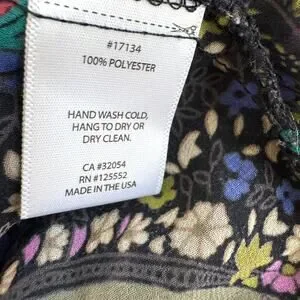 #17134
100% POLYESTER
HAND WASH COLD,
HANG TO DRY OR
DRY CLEAN.
CA #32054
RN #125552
MADE IN THE USA